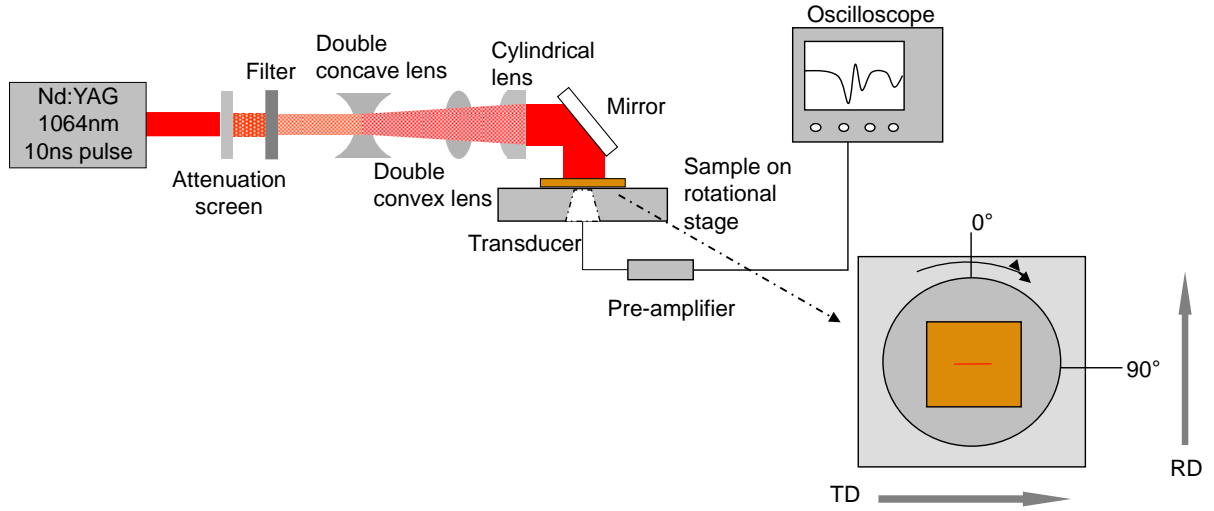 Oscilloscope
Double
concave lens
Cylindrical
lens
Filter
Nd:YAG
1064nm
10ns pulse
Mirror
Attenuation
screen
Double
convex lens
Sample on
rotational
stage
Transducer
Pre-amplifier
0°
90°
RD
TD